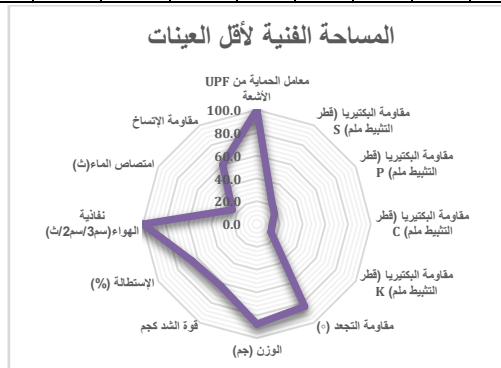 المساحة الفنية لأقل العينات
معامل الحماية من UPF
الأشعة
مقاومة البكتيريا (قطر
التثبيط ملم) S
مقاومة البكتيريا (قطر
التثبيط ملم) P
مقاومة البكتيريا (قطر
التثبيط ملم) C
مقاومة البكتيريا (قطر
التثبيط ملم) K
مقاومة التجعد (◦)
الوزن (جم)
قوة الشد كجم
الإستطالة (%)
نفاذية
الهواء(سم3/سم2/ث)
امتصاص الماء(ث)
مقاومة الإتساخ
100.0
80.0
60.0
40.0
20.0
0.0